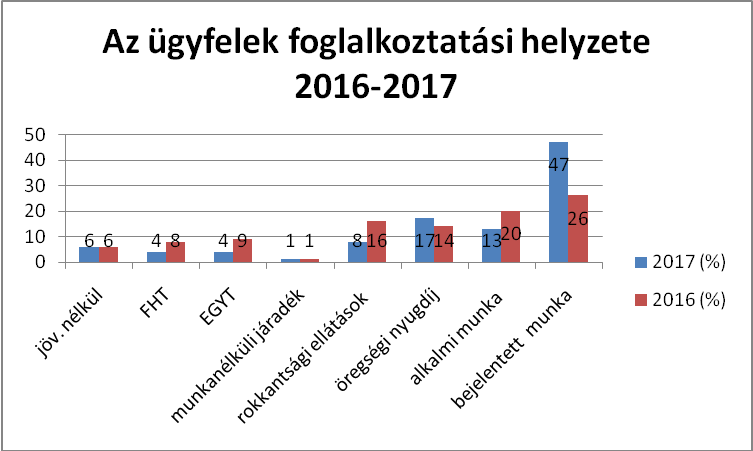 Az ügyfelek foglalkoztatási helyzete
2016-2017
50
40
30
20
10
0
6 6
4 8
4 9
1 1
8 16
17 14
13 20
47 26
jöv. nélkül
FHT
EGYT
munkanélküli járadék
rokkantsági ellátások
öregségi nyugdíj
alkalmi munka
bejelentett munka
2017 (%)
2016 (%)